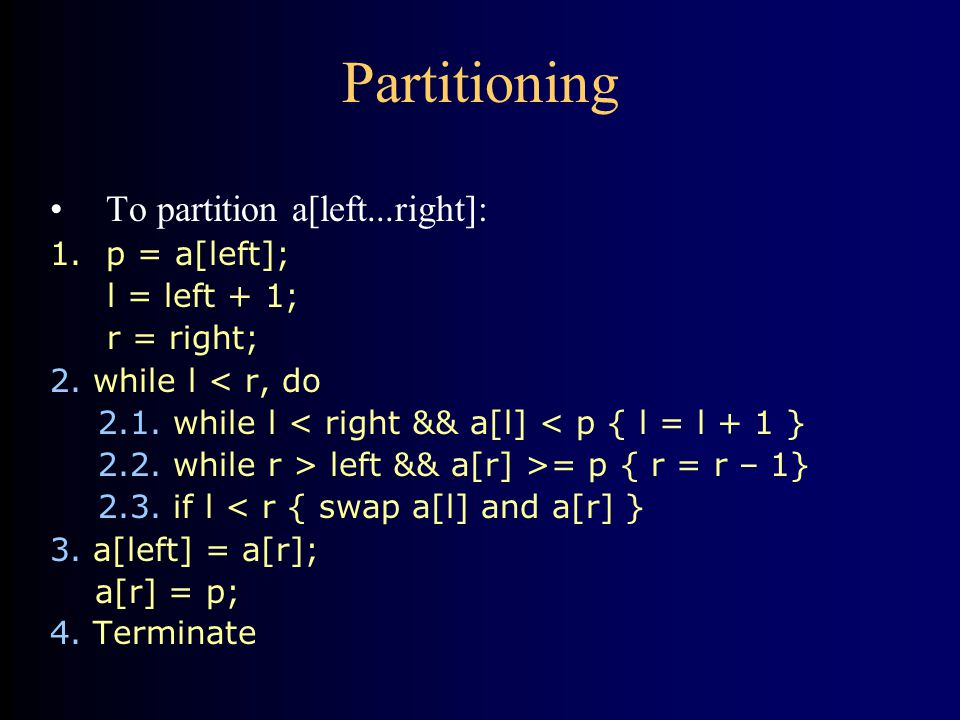 Partitioning
• To partition a[left...right]:
1. p = a[left];
l = left + 1;
r = right;
2. while l < r, do
2.1. while l < right && a[l] < p { l = l + 1 }
2.2. while r > left && a[r] >= p { r = r – 1}
2.3. if l < r { swap a[l] and a[r] }
3. a[left] = a[r];
a[r] = p;
4. Terminate